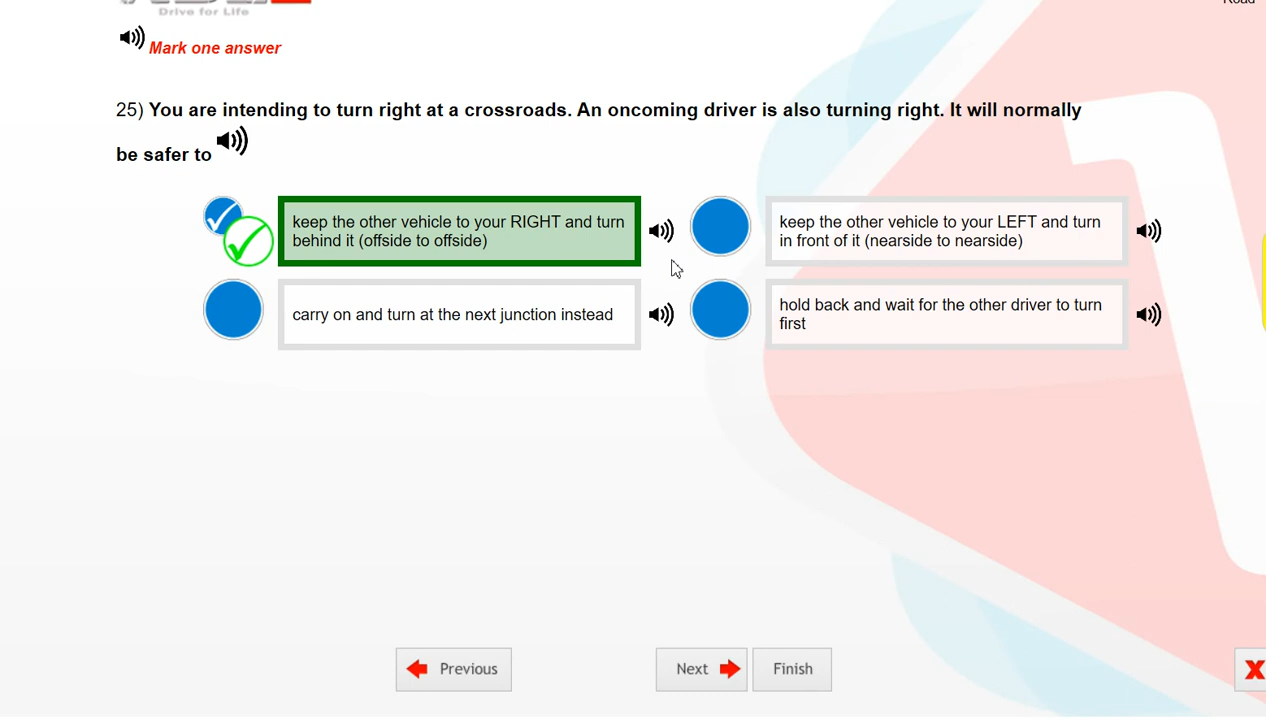 Drive for Life
Mark one answer
25) You are intending to turn right at a crossroads. An oncoming driver is also turning right. It will normally
be safer to
keep the other vehicle to your RIGHT and turn
behind it (offside to offside)
keep the other vehicle to your LEFT and turn
in front of it (nearside to nearside)
carry on and turn at the next junction instead
hold back and wait for the other driver to turn
first
Previous
Next
Finish
X